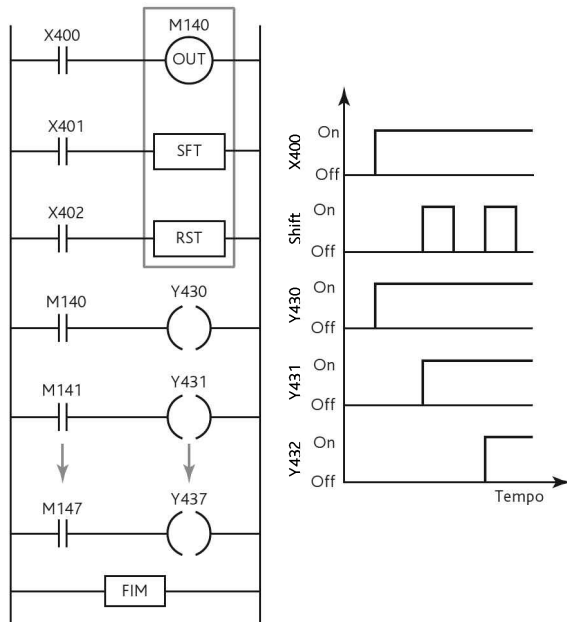 M140
X400
OUT
X401
SFT
X402
RST
M140
Y430
M141
Y431
M147
Y437
FIM
X400
On
Off
Shift
On
Off
Y430
On
Off
Y431
On
Off
Y432
On
Off
Tempo